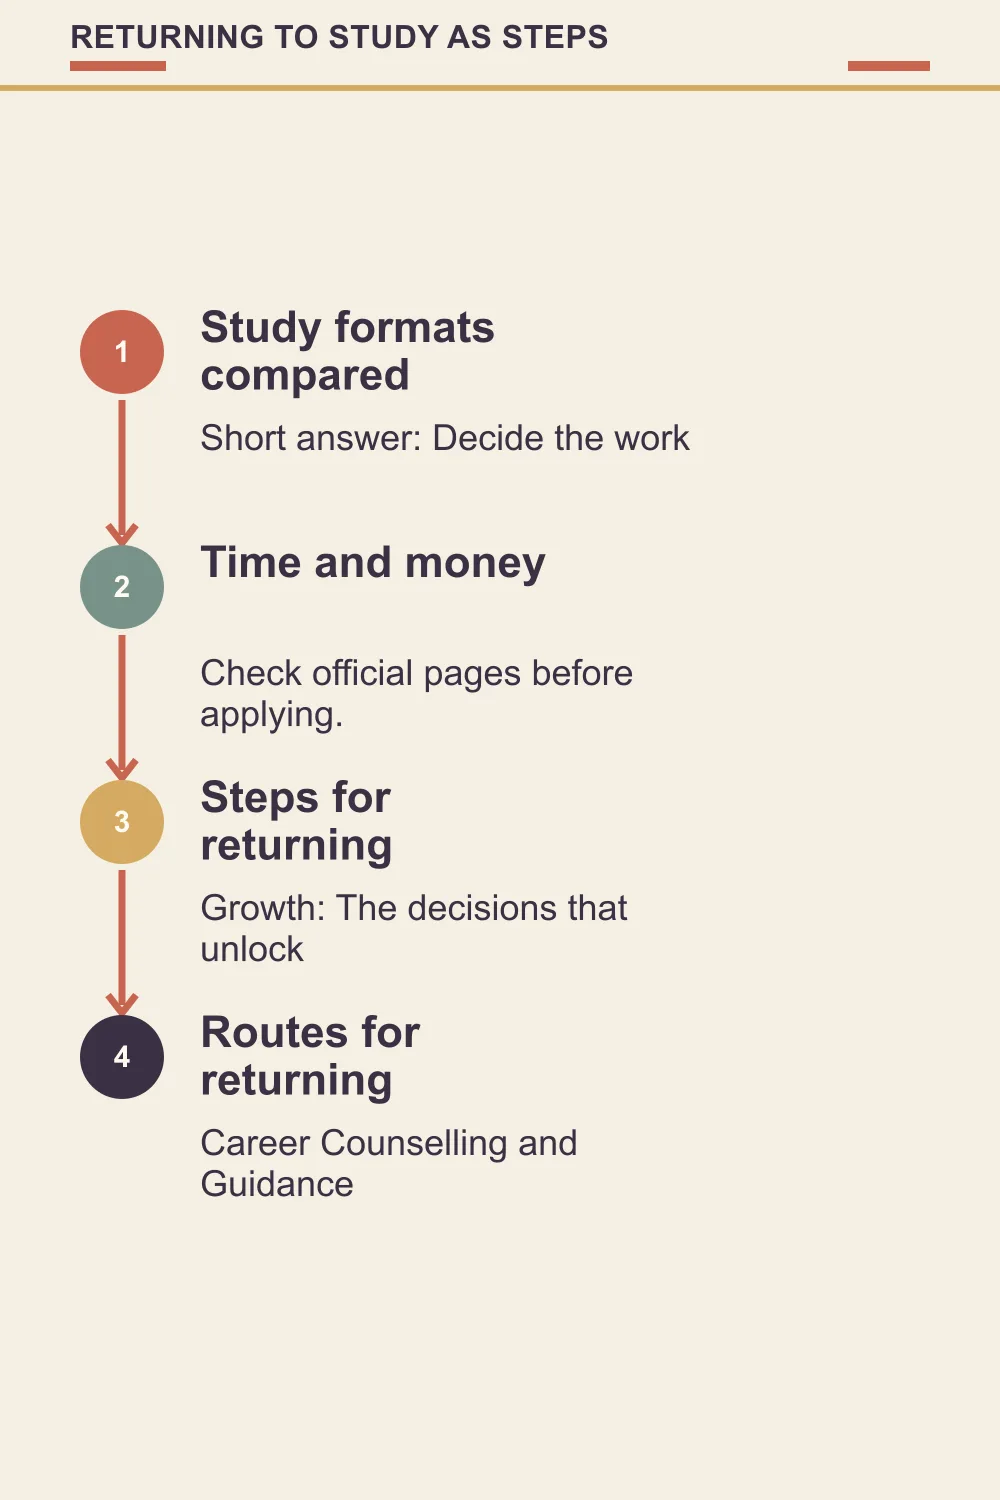 RETURNING TO STUDY AS STEPS
1
Study formats
compared
Short answer: Decide the work
2
Time and money
Check official pages before
applying.
3
Steps for
returning
Growth: The decisions that
unlock
4
Routes for
returning
Career Counselling and
Guidance